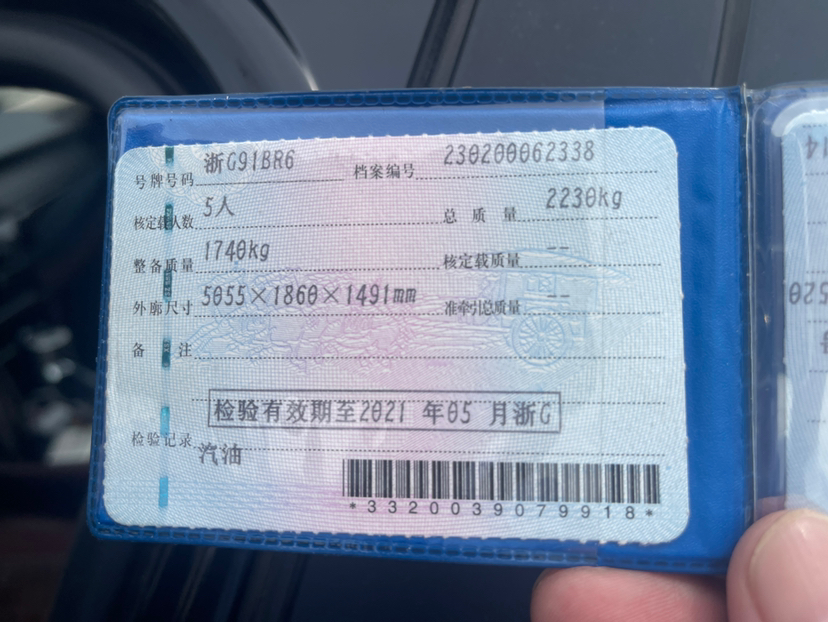 号牌号码 浙G91BR6 档案编号 230200062338
核定载人数 5人 总质量 2230kg
整备质量 1740kg 核定载质量 --
外廓尺寸 5055×1860×1491mm 准牵引总质量 --
备注
检验有效期至2021 年05 月浙G
检验记录 汽油
*3320039079918*